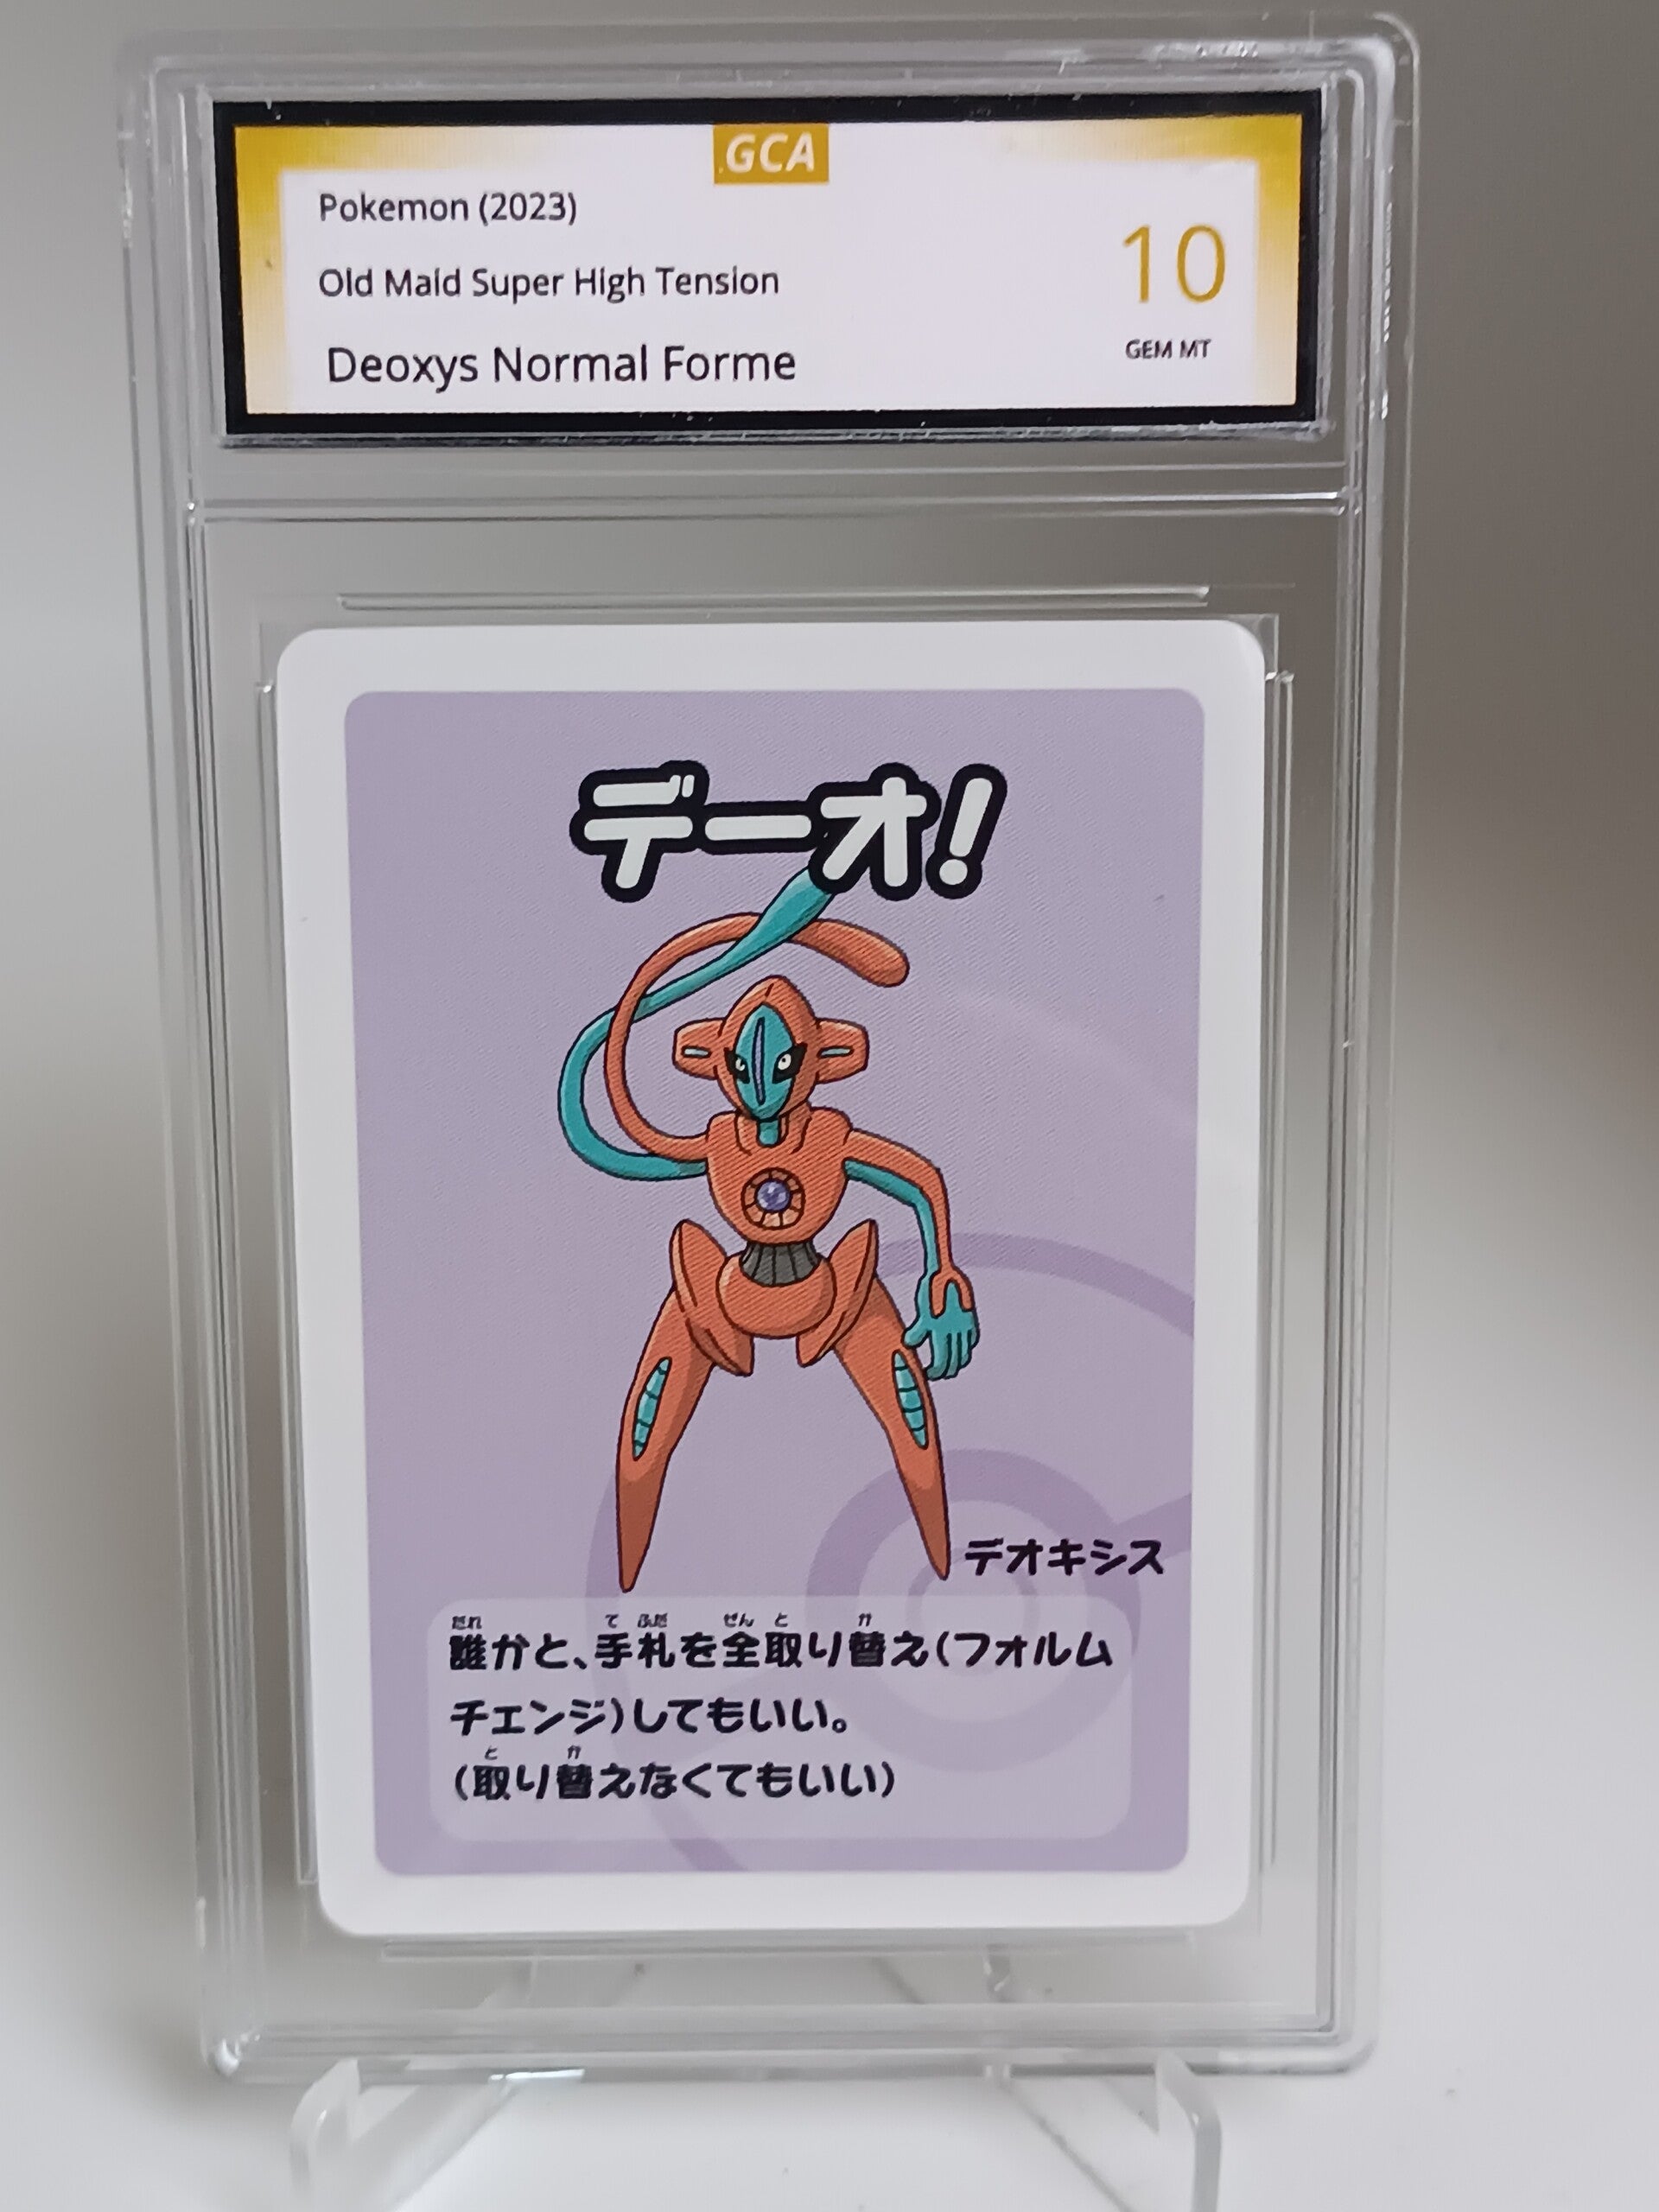 GCA
Pokemon (2023)
Old Maid Super High Tension
10
Deoxys Normal Forme
GEM MT
デーオ!
デオキシス
だれ て ふだ ぜん と か
誰かと、手札を全取り替え(フォルム
チェンジ)してもいい。
と か
(取り替えなくてもいい)